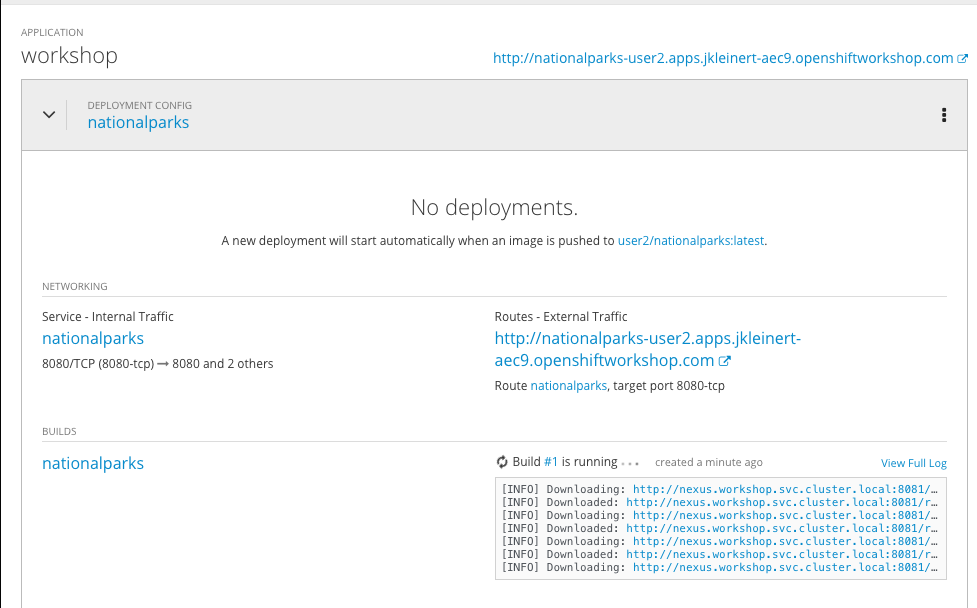 APPLICATION
workshop
http://nationalparks-user2.apps.jkleinert-aec9.openshiftworkshop.com
DEPLOYMENT CONFIG
nationalparks
No deployments.
A new deployment will start automatically when an image is pushed to user2/nationalparks:latest.
NETWORKING
Service - Internal Traffic
nationalparks
8080/TCP (8080-tcp) → 8080 and 2 others
Routes - External Traffic
http://nationalparks-user2.apps.jkleinert-
aec9.openshiftworkshop.com
Route nationalparks, target port 8080-tcp
BUILDS
nationalparks
Build #1 is running ... created a minute ago View Full Log
[INFO] Downloading: http://nexus.workshop.svc.cluster.local:8081/…
[INFO] Downloaded: http://nexus.workshop.svc.cluster.local:8081/r…
[INFO] Downloading: http://nexus.workshop.svc.cluster.local:8081/…
[INFO] Downloaded: http://nexus.workshop.svc.cluster.local:8081/r…
[INFO] Downloading: http://nexus.workshop.svc.cluster.local:8081/…
[INFO] Downloaded: http://nexus.workshop.svc.cluster.local:8081/r…
[INFO] Downloading: http://nexus.workshop.svc.cluster.local:8081/…